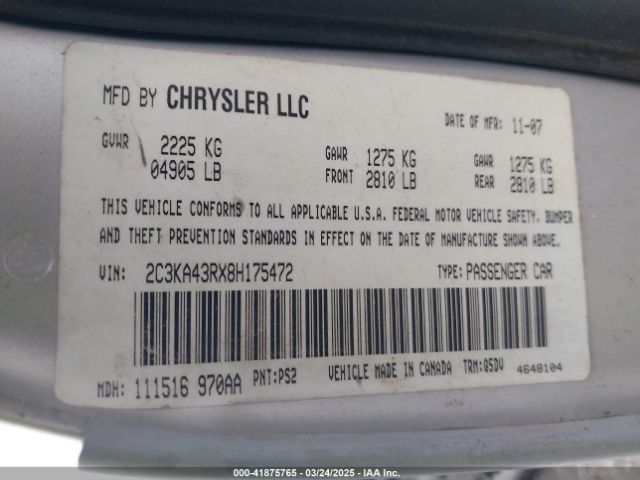 MFD BY CHRYSLER LLC
DATE OF MFR: 11-07
GVWR 2225 KG
04905 LB
GAWR 1275 KG
FRONT 2810 LB
GAWR 1275 KG
REAR 2810 LB
THIS VEHICLE CONFORMS TO ALL APPLICABLE U.S.A. FEDERAL MOTOR VEHICLE SAFETY, BUMPER
AND THEFT PREVENTION STANDARDS IN EFFECT ON THE DATE OF MANUFACTURE SHOWN ABOVE.
VIN: 2C3KA43RX8H175472 TYPE: PASSENGER CAR
MDH: 111516 970AA PNT:PS2 VEHICLE MADE IN CANADA TRM:Q5DV 4648104
000-41875765 - 03/24/2025 - IAA Inc.